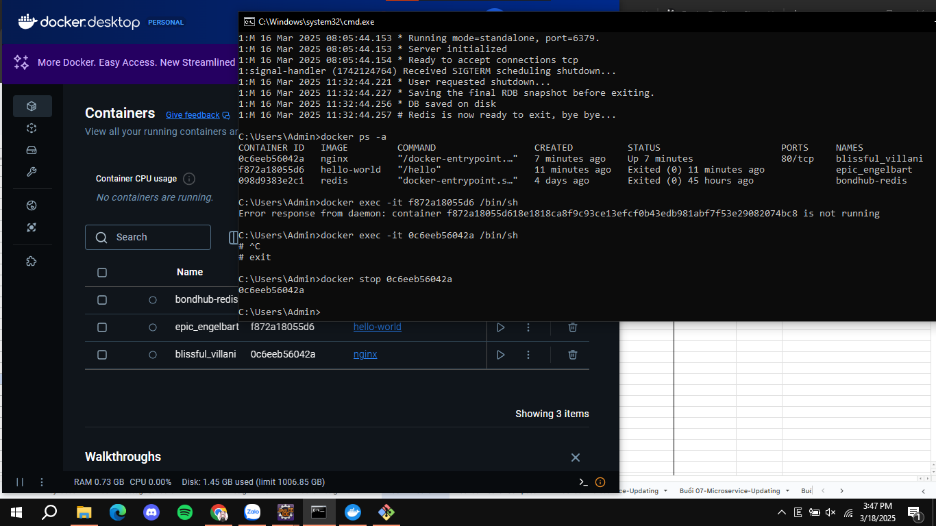 docker.desktop PERSONAL
C:\Windows\system32\cmd.exe
More Docker. Easy Access. New Streamlined
1:M 16 Mar 2025 08:05:44.153 * Running mode=standalone, port=6379.
1:M 16 Mar 2025 08:05:44.153 * Server initialized
1:M 16 Mar 2025 08:05:44.154 * Ready to accept connections tcp
1:signal-handler (1742124764) Received SIGTERM scheduling shutdown...
1:M 16 Mar 2025 11:32:44.221 * User requested shutdown...
1:M 16 Mar 2025 11:32:44.227 * Saving the final RDB snapshot before exiting.
1:M 16 Mar 2025 11:32:44.256 * DB saved on disk
1:M 16 Mar 2025 11:32:44.257 # Redis is now ready to exit, bye bye...
C:\Users\Admin>docker ps -a
CONTAINER ID IMAGE COMMAND CREATED STATUS PORTS NAMES
0c6eeb56042a nginx "/docker-entrypoint.…" 7 minutes ago Up 7 minutes 80/tcp blissful_villani
f872a18055d6 hello-world "/hello" 11 minutes ago Exited (0) 11 minutes ago epic_engelbart
098d9383e2c1 redis "docker-entrypoint.s…" 4 days ago Exited (0) 45 hours ago bondhub-redis
C:\Users\Admin>docker exec -it f872a18055d6 /bin/sh
Error response from daemon: container f872a18055d618e1818ca8f9c93ce13efcf0b43edb981abf7f53e29082074bc8 is not running
C:\Users\Admin>docker exec -it 0c6eeb56042a /bin/sh
# ^C
# exit
C:\Users\Admin>docker stop 0c6eeb56042a
0c6eeb56042a
C:\Users\Admin>
Containers Give feedback
View all your running containers
Container CPU usage
No containers are running.
Search
Name
bondhub-redis
epic_engelbart f872a18055d6 hello-world
blissful_villani 0c6eeb56042a nginx
Showing 3 items
Walkthroughs
RAM 0.73 GB CPU 0.00% Disk: 1.45 GB used (limit 1006.85 GB)
ce-Updating Buổi 07-Microservice-Updating Buổ
3:47 PM
3/18/2025